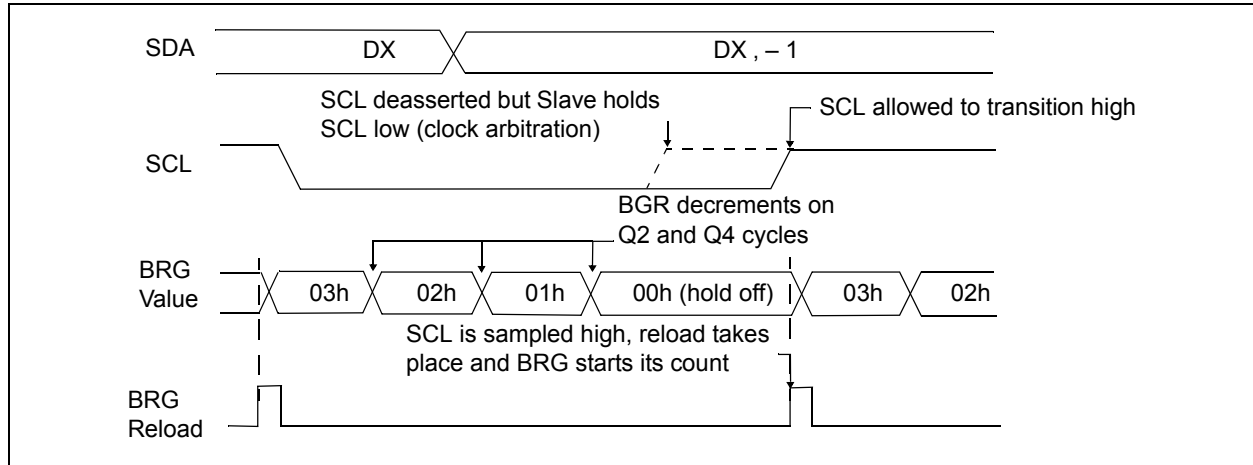 SDA
DX
DX , – 1
SCL deasserted but Slave holds
SCL low (clock arbitration)
SCL allowed to transition high
SCL
BGR decrements on
Q2 and Q4 cycles
BRG
Value
03h
02h
01h
00h (hold off)
03h
02h
SCL is sampled high, reload takes
place and BRG starts its count
BRG
Reload